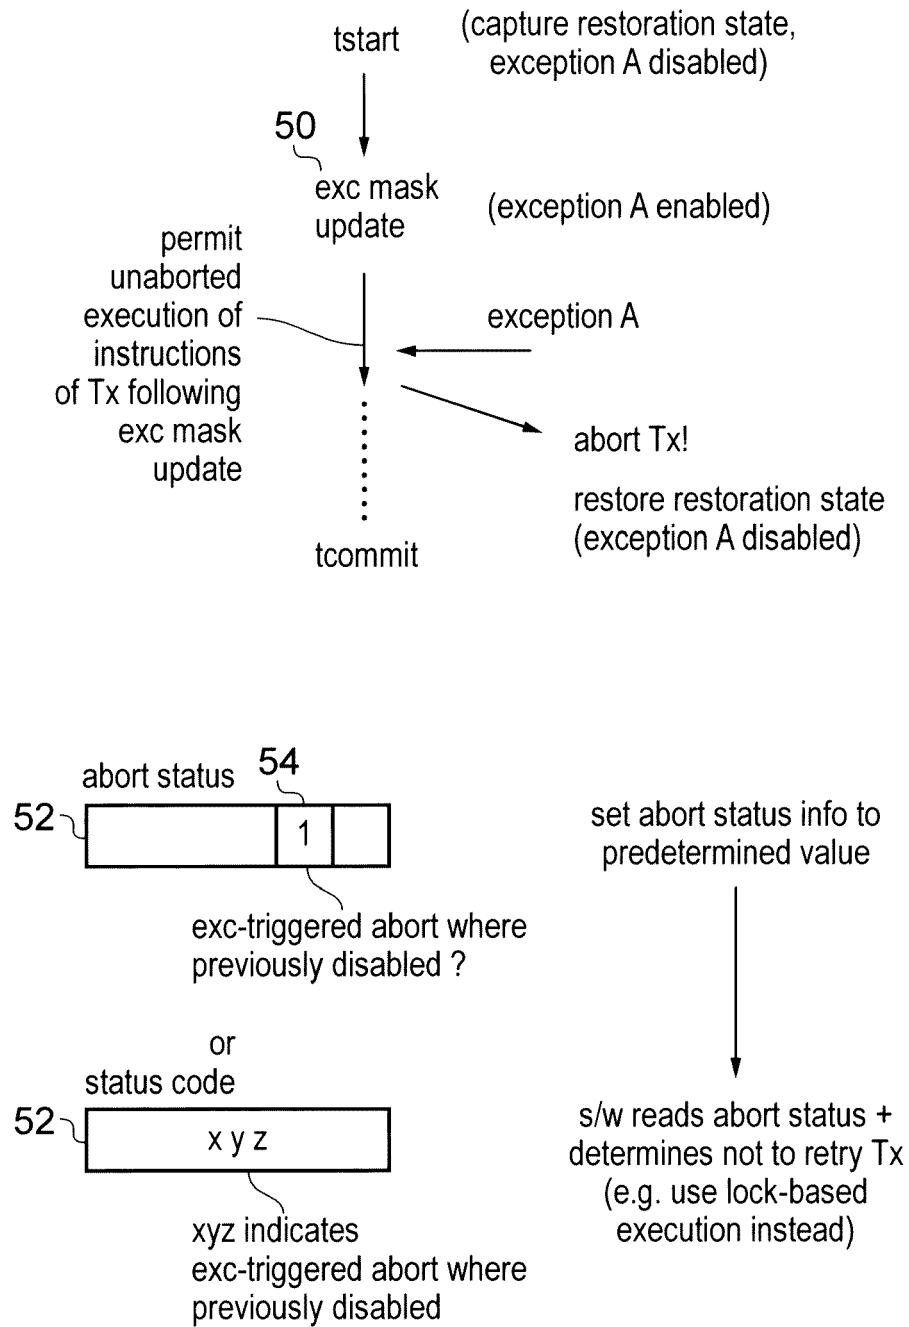 tstart
(capture restoration state,
exception A disabled)
50
exc mask
update
(exception A enabled)
permit
unaborted
execution of
instructions
of Tx following
exc mask
update
exception A
abort Tx!
restore restoration state
(exception A disabled)
tcommit
abort status
54
52
1
exc-triggered abort where
previously disabled ?
or
status code
52
x y z
xyz indicates
exc-triggered abort where
previously disabled
set abort status info to
predetermined value
s/w reads abort status +
determines not to retry Tx
(e.g. use lock-based
execution instead)